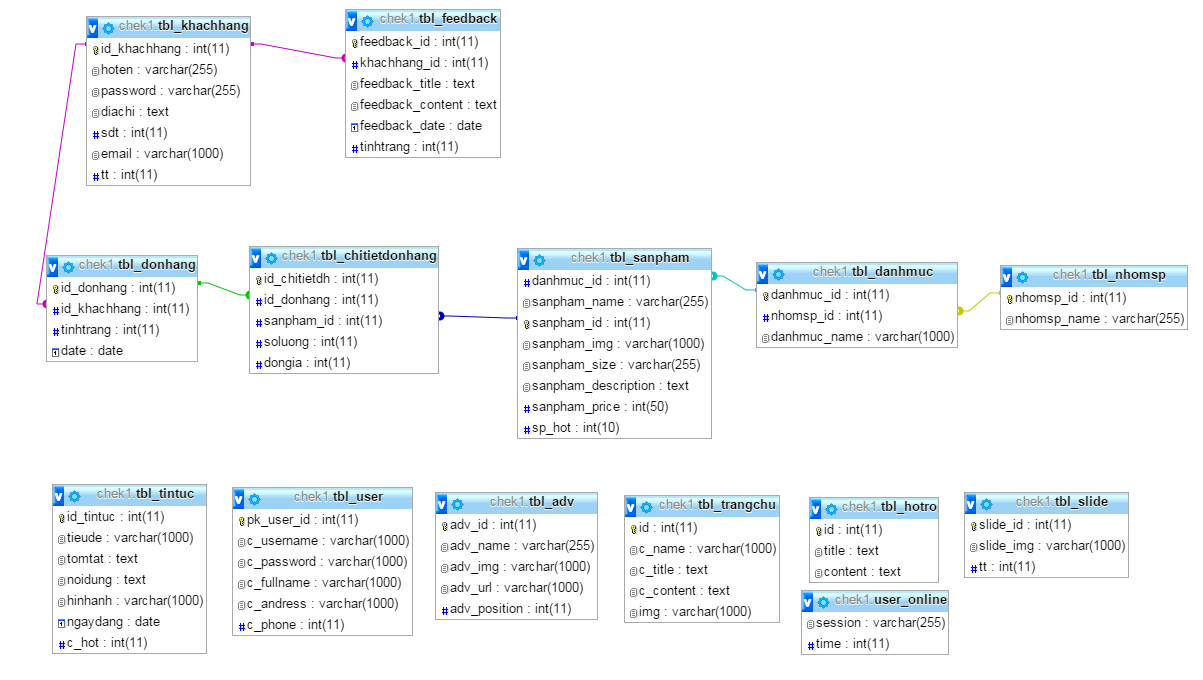 chek1.tbl_khachhang
id_khachhang : int(11)
hoten : varchar(255)
password : varchar(255)
diachi : text
sdt : int(11)
email : varchar(1000)
tt : int(11)
chek1.tbl_feedback
feedback_id : int(11)
khachhang_id : int(11)
feedback_title : text
feedback_content : text
feedback_date : date
tinhtrang : int(11)
chek1.tbl_donhang
id_donhang : int(11)
id_khachhang : int(11)
tinhtrang : int(11)
date : date
chek1.tbl_chitietdonhang
id_chitietdh : int(11)
id_donhang : int(11)
sanpham_id : int(11)
soluong : int(11)
dongia : int(11)
chek1.tbl_sanpham
danhmuc_id : int(11)
sanpham_name : varchar(255)
sanpham_id : int(11)
sanpham_img : varchar(1000)
sanpham_size : varchar(255)
sanpham_description : text
sanpham_price : int(50)
sp_hot : int(10)
chek1.tbl_danhmuc
danhmuc_id : int(11)
nhomsp_id : int(11)
danhmuc_name : varchar(1000)
chek1.tbl_nhomsp
nhomsp_id : int(11)
nhomsp_name : varchar(255)
chek1.tbl_tintuc
id_tintuc : int(11)
tieude : varchar(1000)
tomtat : text
noidung : text
hinhanh : varchar(1000)
ngaydang : date
c_hot : int(11)
chek1.tbl_user
pk_user_id : int(11)
c_username : varchar(1000)
c_password : varchar(1000)
c_fullname : varchar(1000)
c_andress : varchar(1000)
c_phone : int(11)
chek1.tbl_adv
adv_id : int(11)
adv_name : varchar(255)
adv_img : varchar(1000)
adv_url : varchar(1000)
adv_position : int(11)
chek1.tbl_trangchu
id : int(11)
c_name : varchar(1000)
c_title : text
c_content : text
img : varchar(1000)
chek1.tbl_hotro
id : int(11)
title : text
content : text
chek1.tbl_slide
slide_id : int(11)
slide_img : varchar(1000)
tt : int(11)
chek1.user_online
session : varchar(255)
time : int(11)